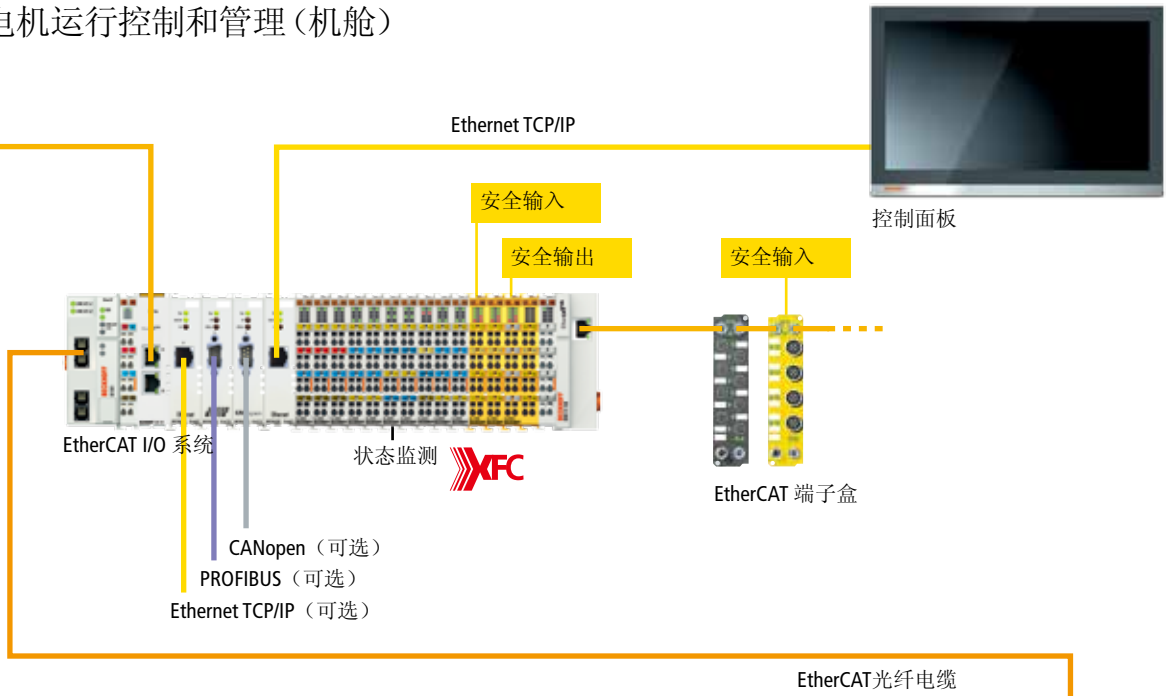 电机运行控制和管理（机舱）
Ethernet TCP/IP
控制面板
安全输入
安全输出
安全输入
BECKHOFF
EtherCAT I/O 系统
状态监测
XFC
EtherCAT 端子盒
CANopen（可选）
PROFIBUS（可选）
Ethernet TCP/IP（可选）
EtherCAT光纤电缆